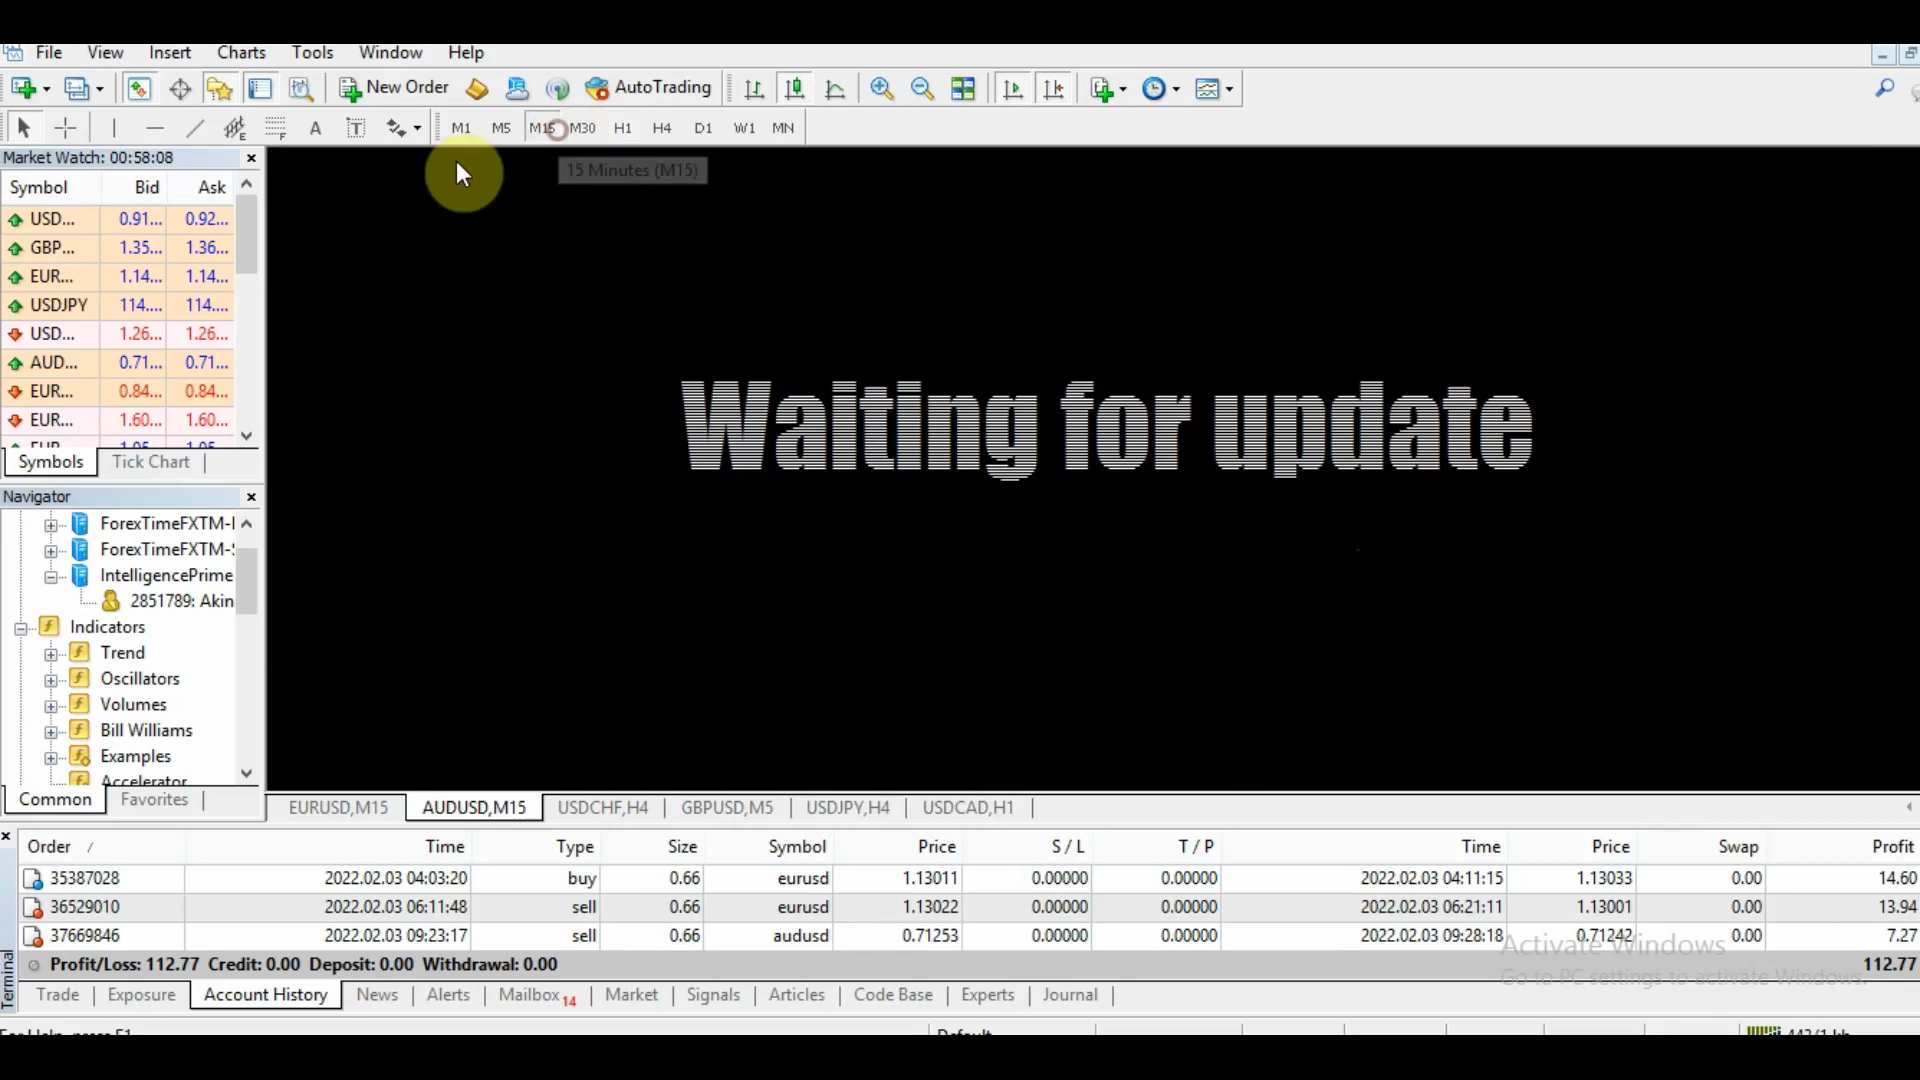 File View Insert Charts Tools Window Help
New Order AutoTrading
E F A T M1 M5 M15 M30 H1 H4 D1 W1 MN
Market Watch: 00:58:08
15 Minutes (M15)
Symbol Bid Ask
USD... 0.91... 0.92...
GBP... 1.35... 1.36...
EUR... 1.14... 1.14...
USDJPY 114.... 114....
USD... 1.26... 1.26...
AUD... 0.71... 0.71...
EUR... 0.84... 0.84...
EUR... 1.60... 1.60...
Symbols Tick Chart
Waiting for update
Navigator
ForexTimeFXTM-
ForexTimeFXTM-
IntelligencePrime
2851789: Akin
Indicators
Trend
Oscillators
Volumes
Bill Williams
Examples
Accelerator
Common Favorites
EURUSD,M15 AUDUSD,M15 USDCHF,H4 GBPUSD,M5 USDJPY,H4 USDCAD,H1
Order / Time Type Size Symbol Price S / L T / P Time Price Swap Profit
35387028 2022.02.03 04:03:20 buy 0.66 eurusd 1.13011 0.00000 0.00000 2022.02.03 04:11:15 1.13033 0.00 14.60
36529010 2022.02.03 06:11:48 sell 0.66 eurusd 1.13022 0.00000 0.00000 2022.02.03 06:21:11 1.13001 0.00 13.94
37669846 2022.02.03 09:23:17 sell 0.66 audusd 0.71253 0.00000 0.00000 2022.02.03 09:28:18 0.71242 0.00 7.27
Activate Windows
Profit/Loss: 112.77 Credit: 0.00 Deposit: 0.00 Withdrawal: 0.00 112.77
Go to PC settings to activate Windows.
Terminal
Trade Exposure Account History News Alerts Mailbox 14 Market Signals Articles Code Base Experts Journal